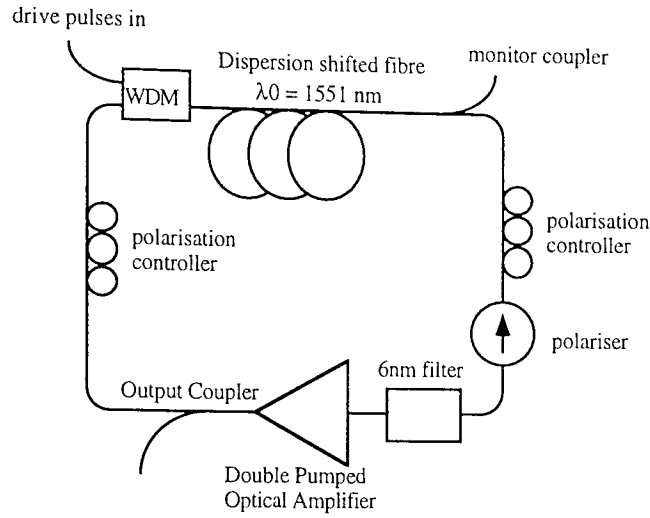 drive pulses in
WDM
Dispersion shifted fibre
λ0 = 1551 nm
monitor coupler
polarisation
controller
polarisation
controller
polariser
6nm filter
Output Coupler
Double Pumped
Optical Amplifier